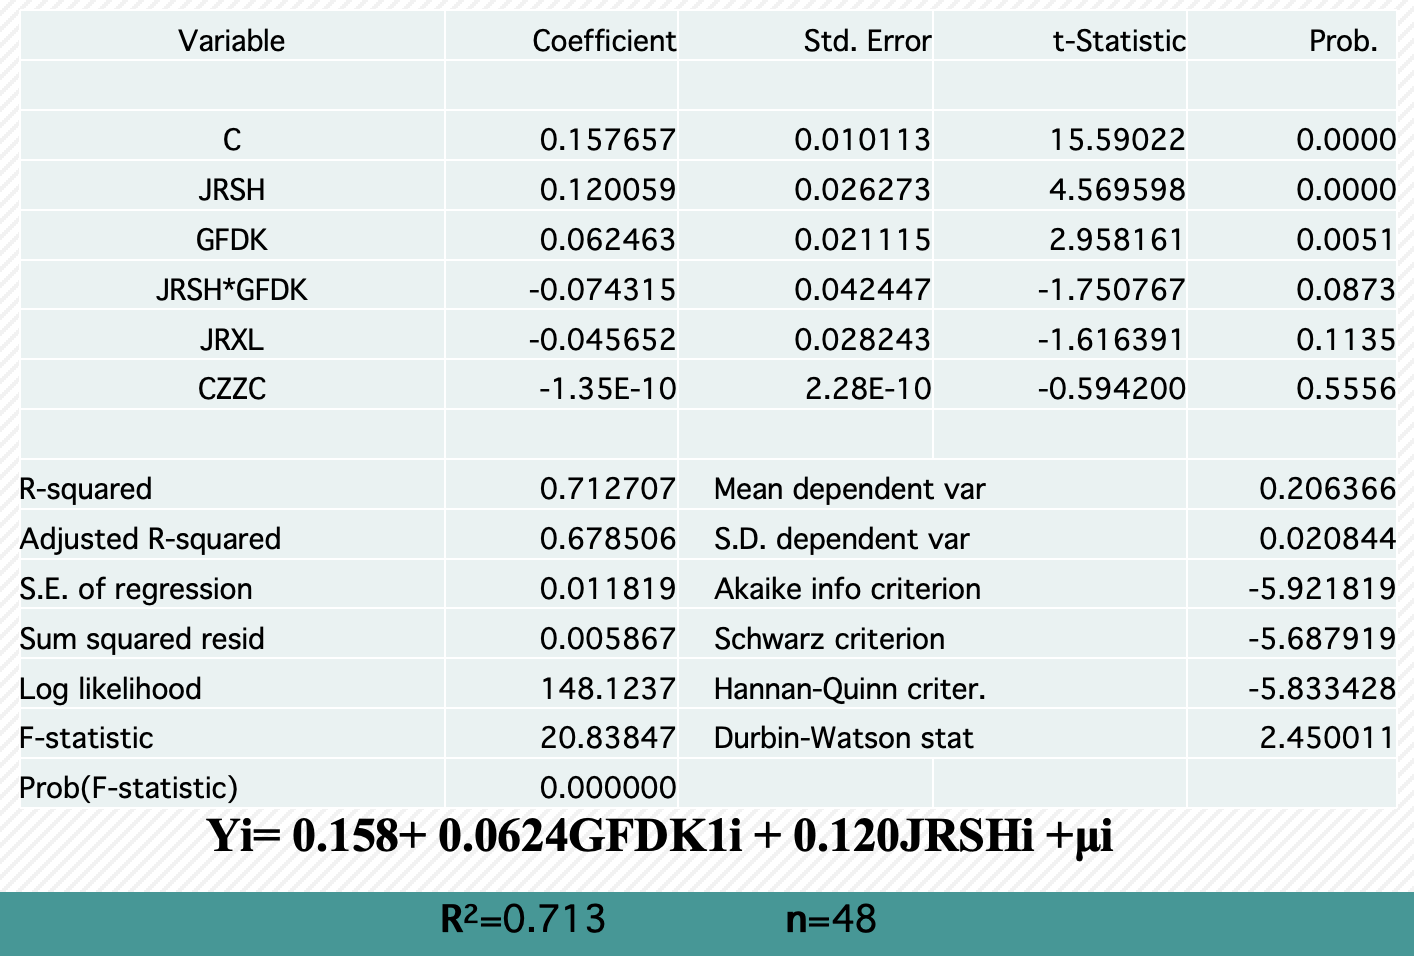 Variable Coefficient Std. Error t-Statistic Prob.
C 0.157657 0.010113 15.59022 0.0000
JRSH 0.120059 0.026273 4.569598 0.0000
GFDK 0.062463 0.021115 2.958161 0.0051
JRSH*GFDK -0.074315 0.042447 -1.750767 0.0873
JRXL -0.045652 0.028243 -1.616391 0.1135
CZZC -1.35E-10 2.28E-10 -0.594200 0.5556
R-squared 0.712707 Mean dependent var 0.206366
Adjusted R-squared 0.678506 S.D. dependent var 0.020844
S.E. of regression 0.011819 Akaike info criterion -5.921819
Sum squared resid 0.005867 Schwarz criterion -5.687919
Log likelihood 148.1237 Hannan-Quinn criter. -5.833428
F-statistic 20.83847 Durbin-Watson stat 2.450011
Prob(F-statistic) 0.000000
Yi= 0.158+ 0.0624GFDK1i + 0.120JRSHi +μi
R²=0.713 n=48